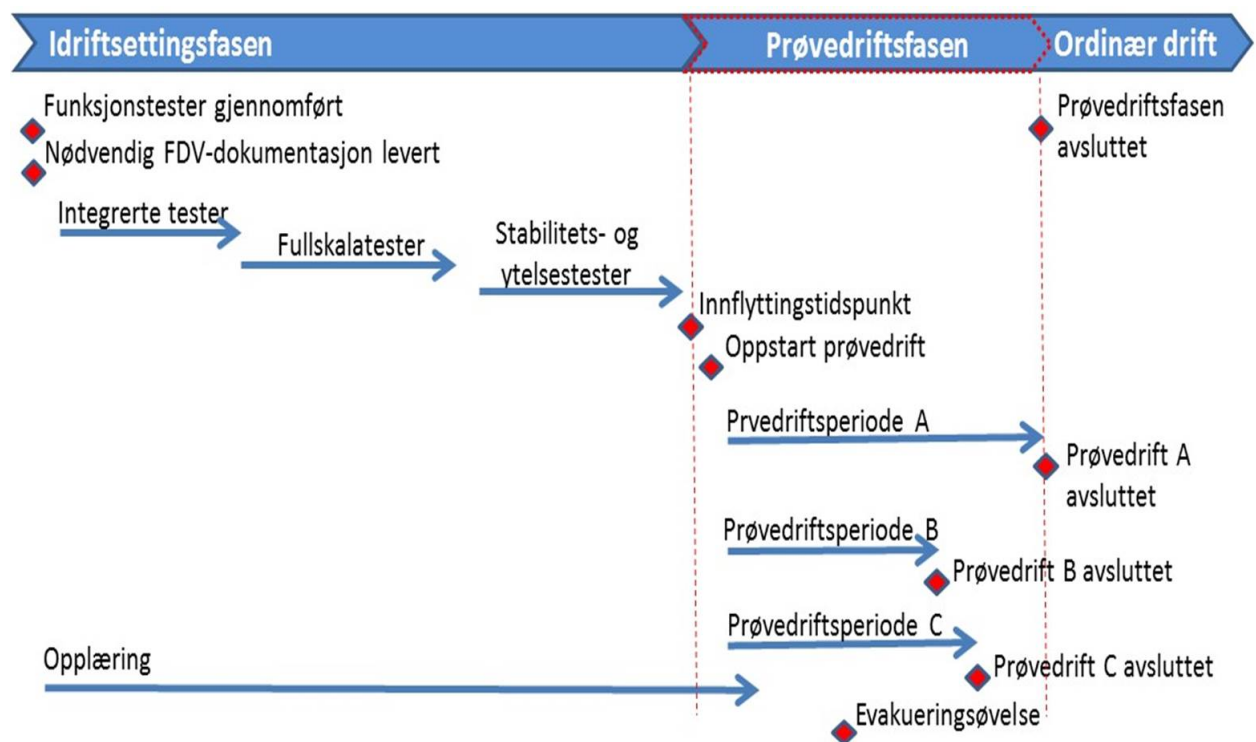 Idriftsettingsfasen
Prøvedriftsfasen
Ordinær drift
Funksjonstester gjennomført
Nødvendig FDV-dokumentasjon levert
Prøvedriftsfasen
avsluttet
Integrerte tester
Fullskalatester
Stabilitets- og
ytelsestester
Innflyttingstidspunkt
Oppstart prøvedrift
Prvedriftsperiode A
Prøvedrift A
avsluttet
Prøvedriftsperiode B
Prøvedrift B avsluttet
Prøvedriftsperiode C
Prøvedrift C avsluttet
Opplæring
Evakueringsøvelse